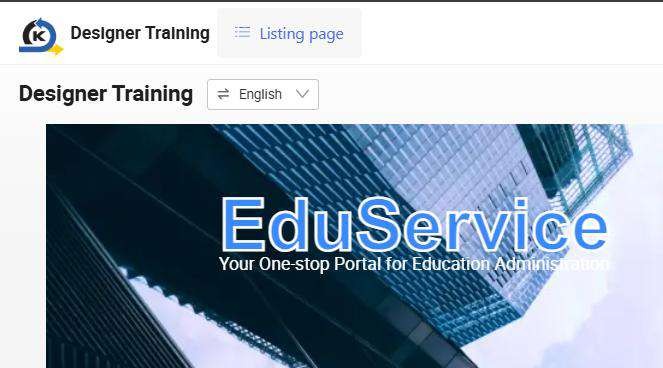 K
Designer Training
Listing page
Designer Training
English
EduService
Your One-stop Portal for Education Administration